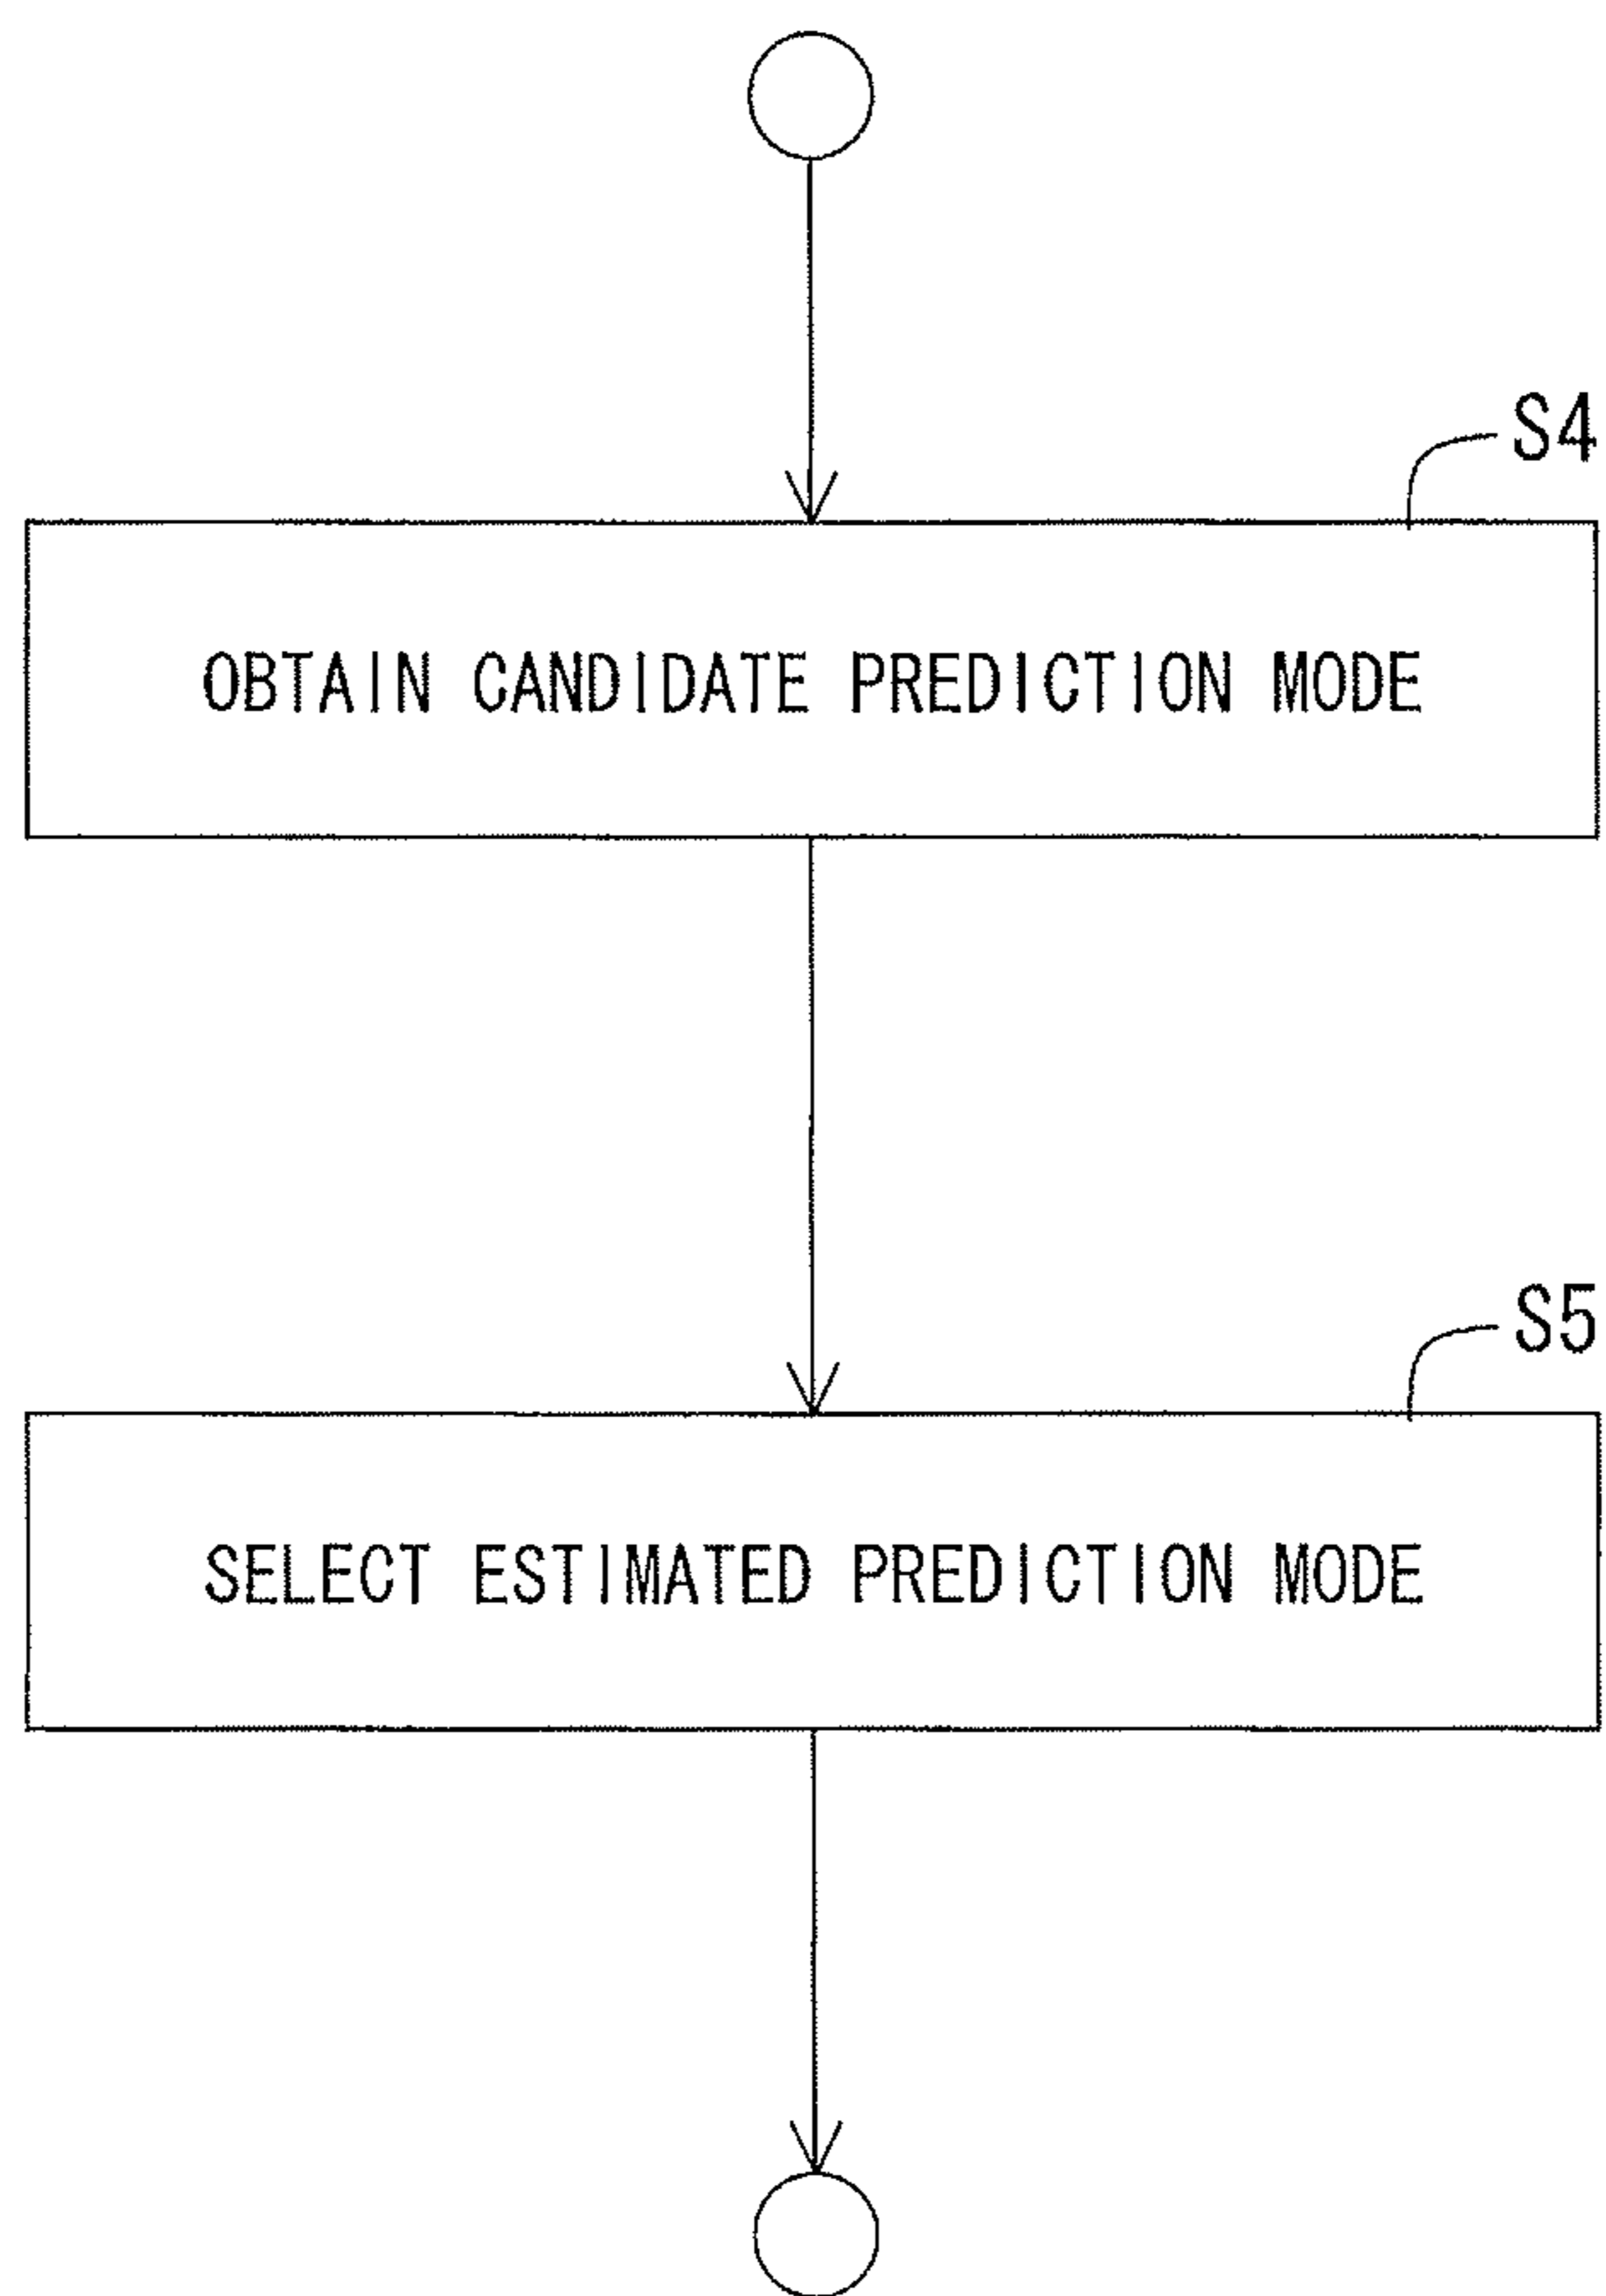 S4
OBTAIN CANDIDATE PREDICTION MODE
S5
SELECT ESTIMATED PREDICTION MODE